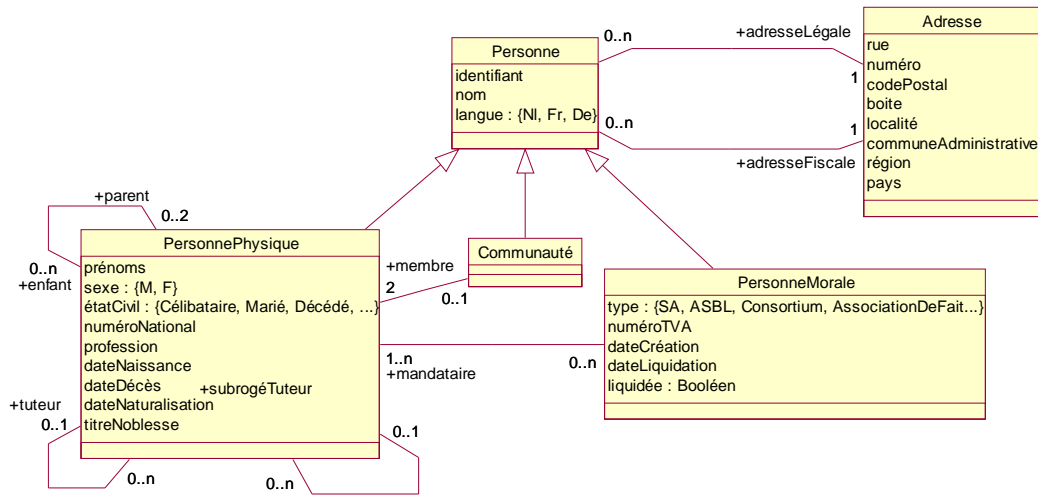 Personne
identifiant
nom
langue : {Nl, Fr, De}
0..n
+adresseLégale
1
0..n
+adresseFiscale
1
Adresse
rue
numéro
codePostal
boite
localité
communeAdministrative
région
pays
+parent
0..2
0..n
+enfant
PersonnePhysique
prénoms
sexe : {M, F}
étatCivil : {Célibataire, Marié, Décédé, ...}
numéroNational
profession
dateNaissance
dateDécès
dateNaturalisation
titreNoblesse
+subrogéTuteur
+tuteur
0..1
0..n
0..1
0..n
Communauté
+membre
2
0..1
1..n
+mandataire
0..n
PersonneMorale
type : {SA, ASBL, Consortium, AssociationDeFait...}
numéroTVA
dateCréation
dateLiquidation
liquidée : Booléen